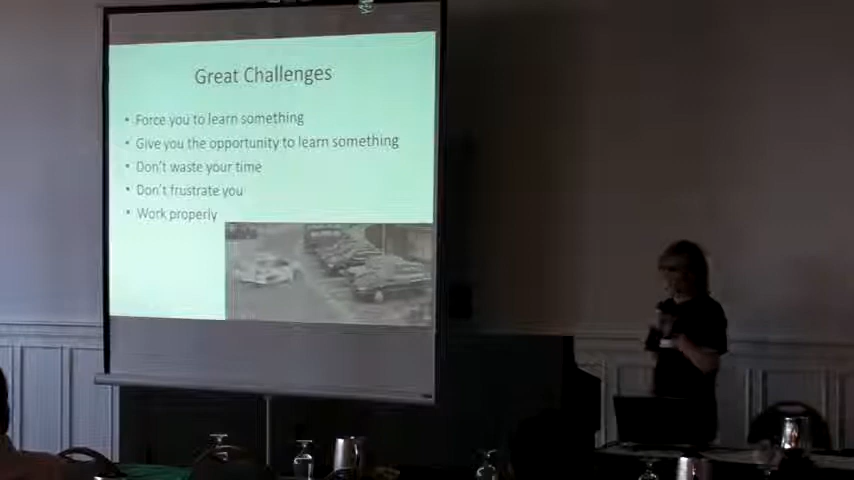 Great Challenges
• Force you to learn something
• Give you the opportunity to learn something
• Don't waste your time
• Don't frustrate you
• Work properly